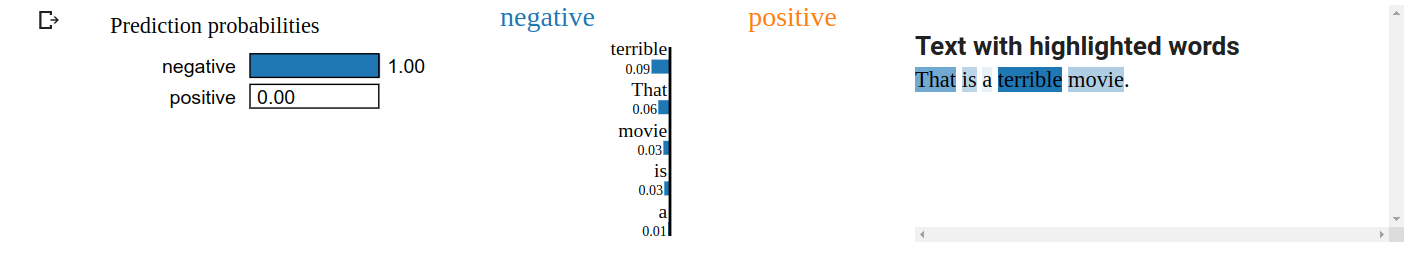 Prediction probabilities
negative 1.00
positive 0.00
negative positive
terrible
0.09
That
0.06
movie
0.03
is
0.03
a
0.01
Text with highlighted words
That is a terrible movie.